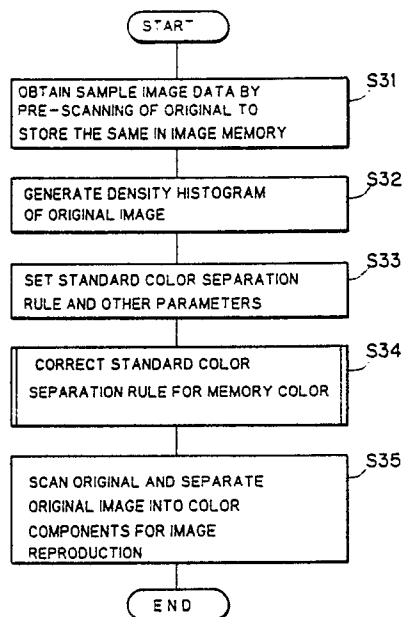 START
S31
OBTAIN SAMPLE IMAGE DATA BY
PRE-SCANNING OF ORIGINAL TO
STORE THE SAME IN IMAGE MEMORY
S32
GENERATE DENSITY HISTOGRAM
OF ORIGINAL IMAGE
S33
SET STANDARD COLOR SEPARATION
RULE AND OTHER PARAMETERS
S34
CORRECT STANDARD COLOR
SEPARATION RULE FOR MEMORY COLOR
S35
SCAN ORIGINAL AND SEPARATE
ORIGINAL IMAGE INTO COLOR
COMPONENTS FOR IMAGE
REPRODUCTION
END